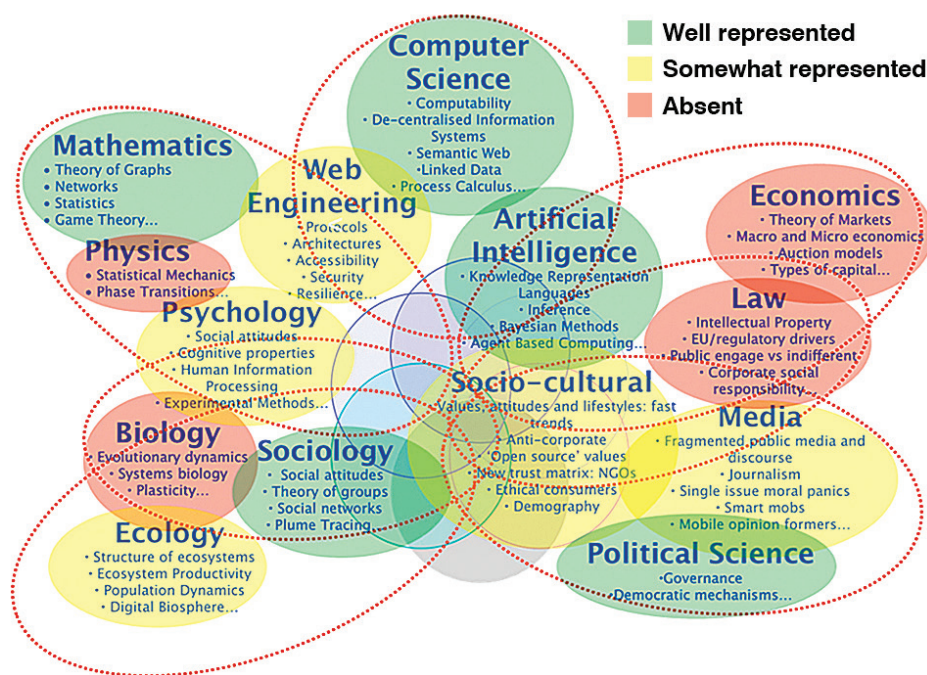 Well represented
Somewhat represented
Absent
Computer
Science
· Computability
· De-centralised Information
Systems
· Semantic Web
· Linked Data
· Process Calculus...
Mathematics
• Theory of Graphs
• Networks
• Statistics
• Game Theory...
Web
Engineering
· Protocols
· Architectures
· Accessibility
· Security
· Resilience...
Physics
• Statistical Mechanics
• Phase Transitions...
Artificial
Intelligence
· Knowledge Representation
Languages
· Inference
· Bayesian Methods
· Agent Based Computing...
Economics
· Theory of Markets
· Macro and Micro economics
· Auction models
· Types of capital...
Law
· Intellectual Property
· EU/regulatory drivers
· Public engage vs indifferent
· Corporate social
responsibility...
Psychology
· Social attitudes
· Cognitive properties
· Human Information
Processing
· Experimental Methods...
Socio-cultural
· Values, attitudes and lifestyles: fast
trends
· Anti-corporate
· 'Open source' values
· New trust matrix: NGOs
· Ethical consumers
· Demography
Media
· Fragmented public media and
discourse
· Journalism
· Single issue moral panics
· Smart mobs
· Mobile opinion formers...
Biology
· Evolutionary dynamics
· Systems biology
· Plasticity...
Sociology
· Social attitudes
· Theory of groups
· Social networks
· Plume Tracing...
Ecology
· Structure of ecosystems
· Ecosystem Productivity
· Population Dynamics
· Digital Biosphere...
Political Science
· Governance
· Democratic mechanisms...